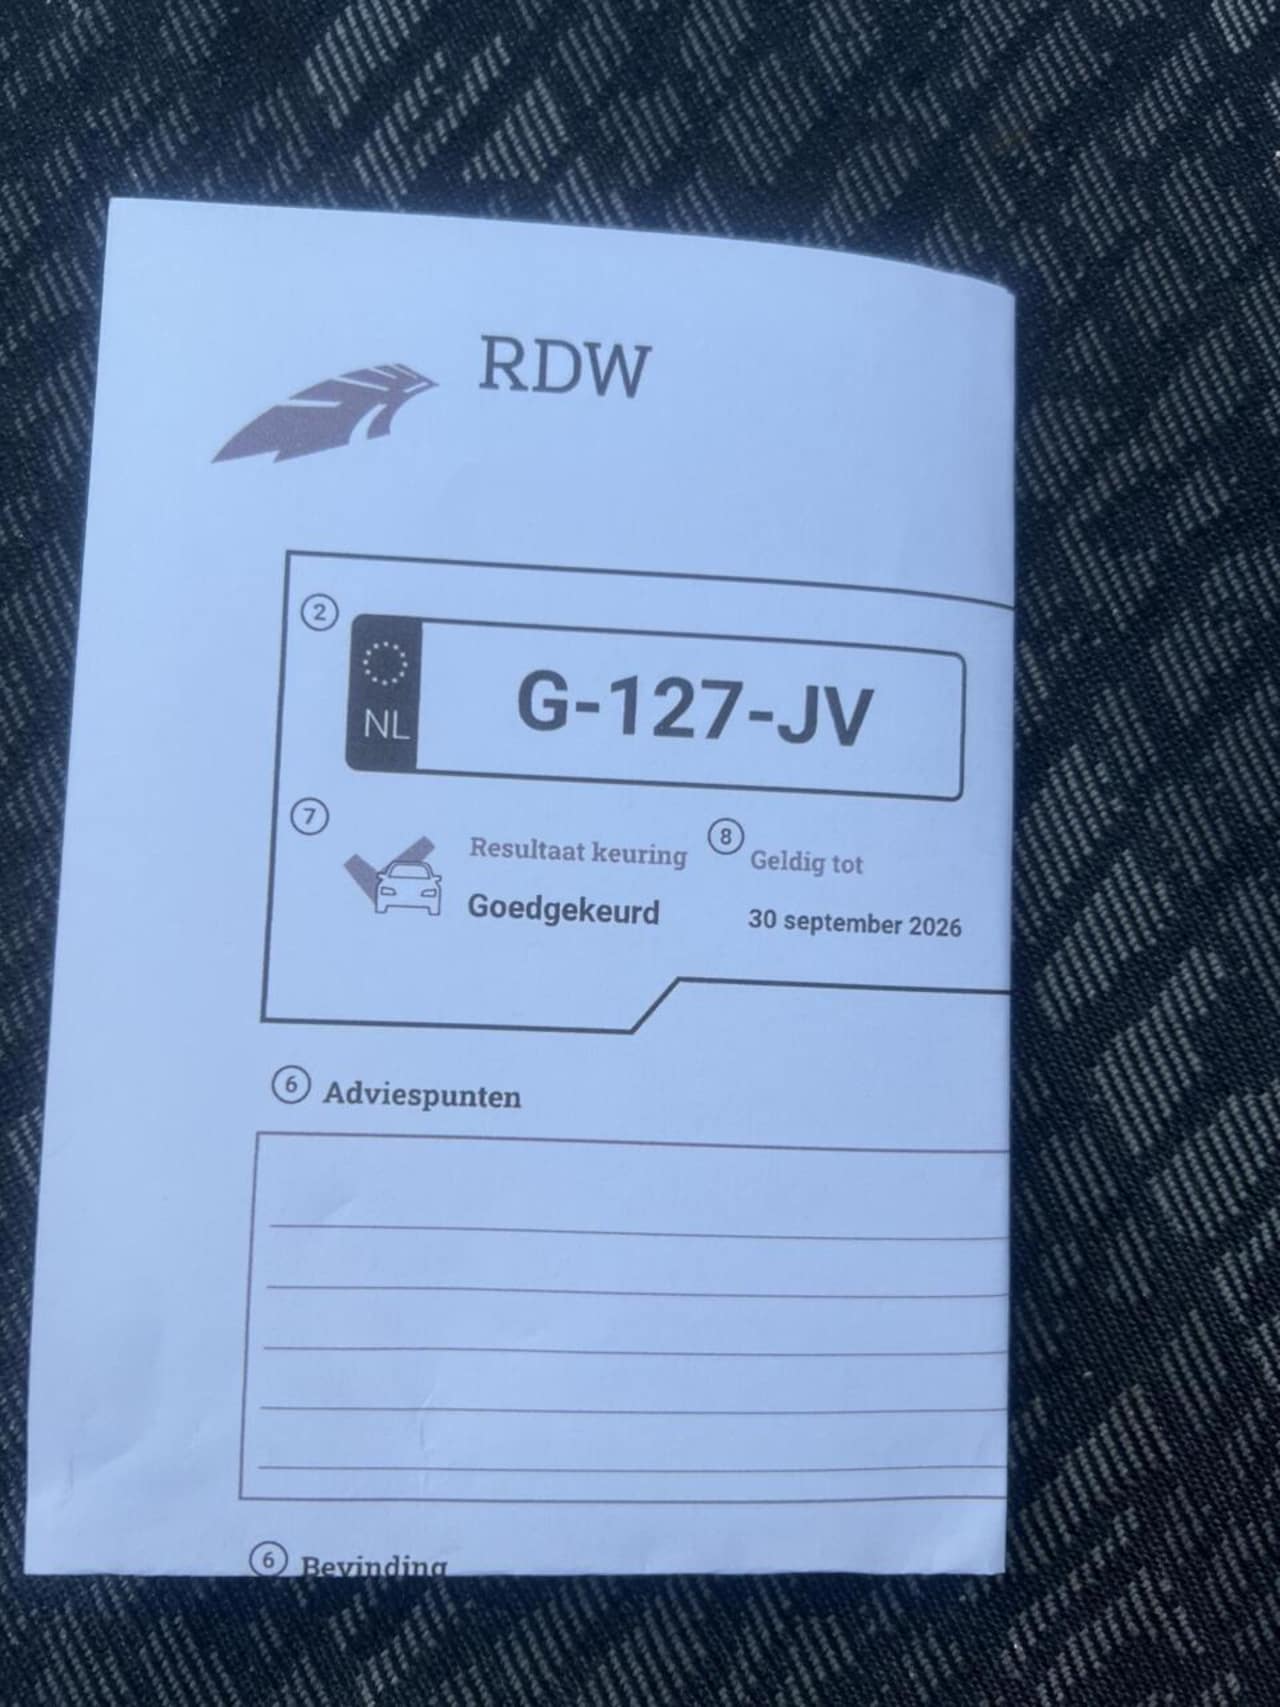 RDW
2
NL
G-127-JV
7
Resultaat keuring
8
Geldig tot
Goedgekeurd
30 september 2026
6 Adviespunten
6 Bevinding